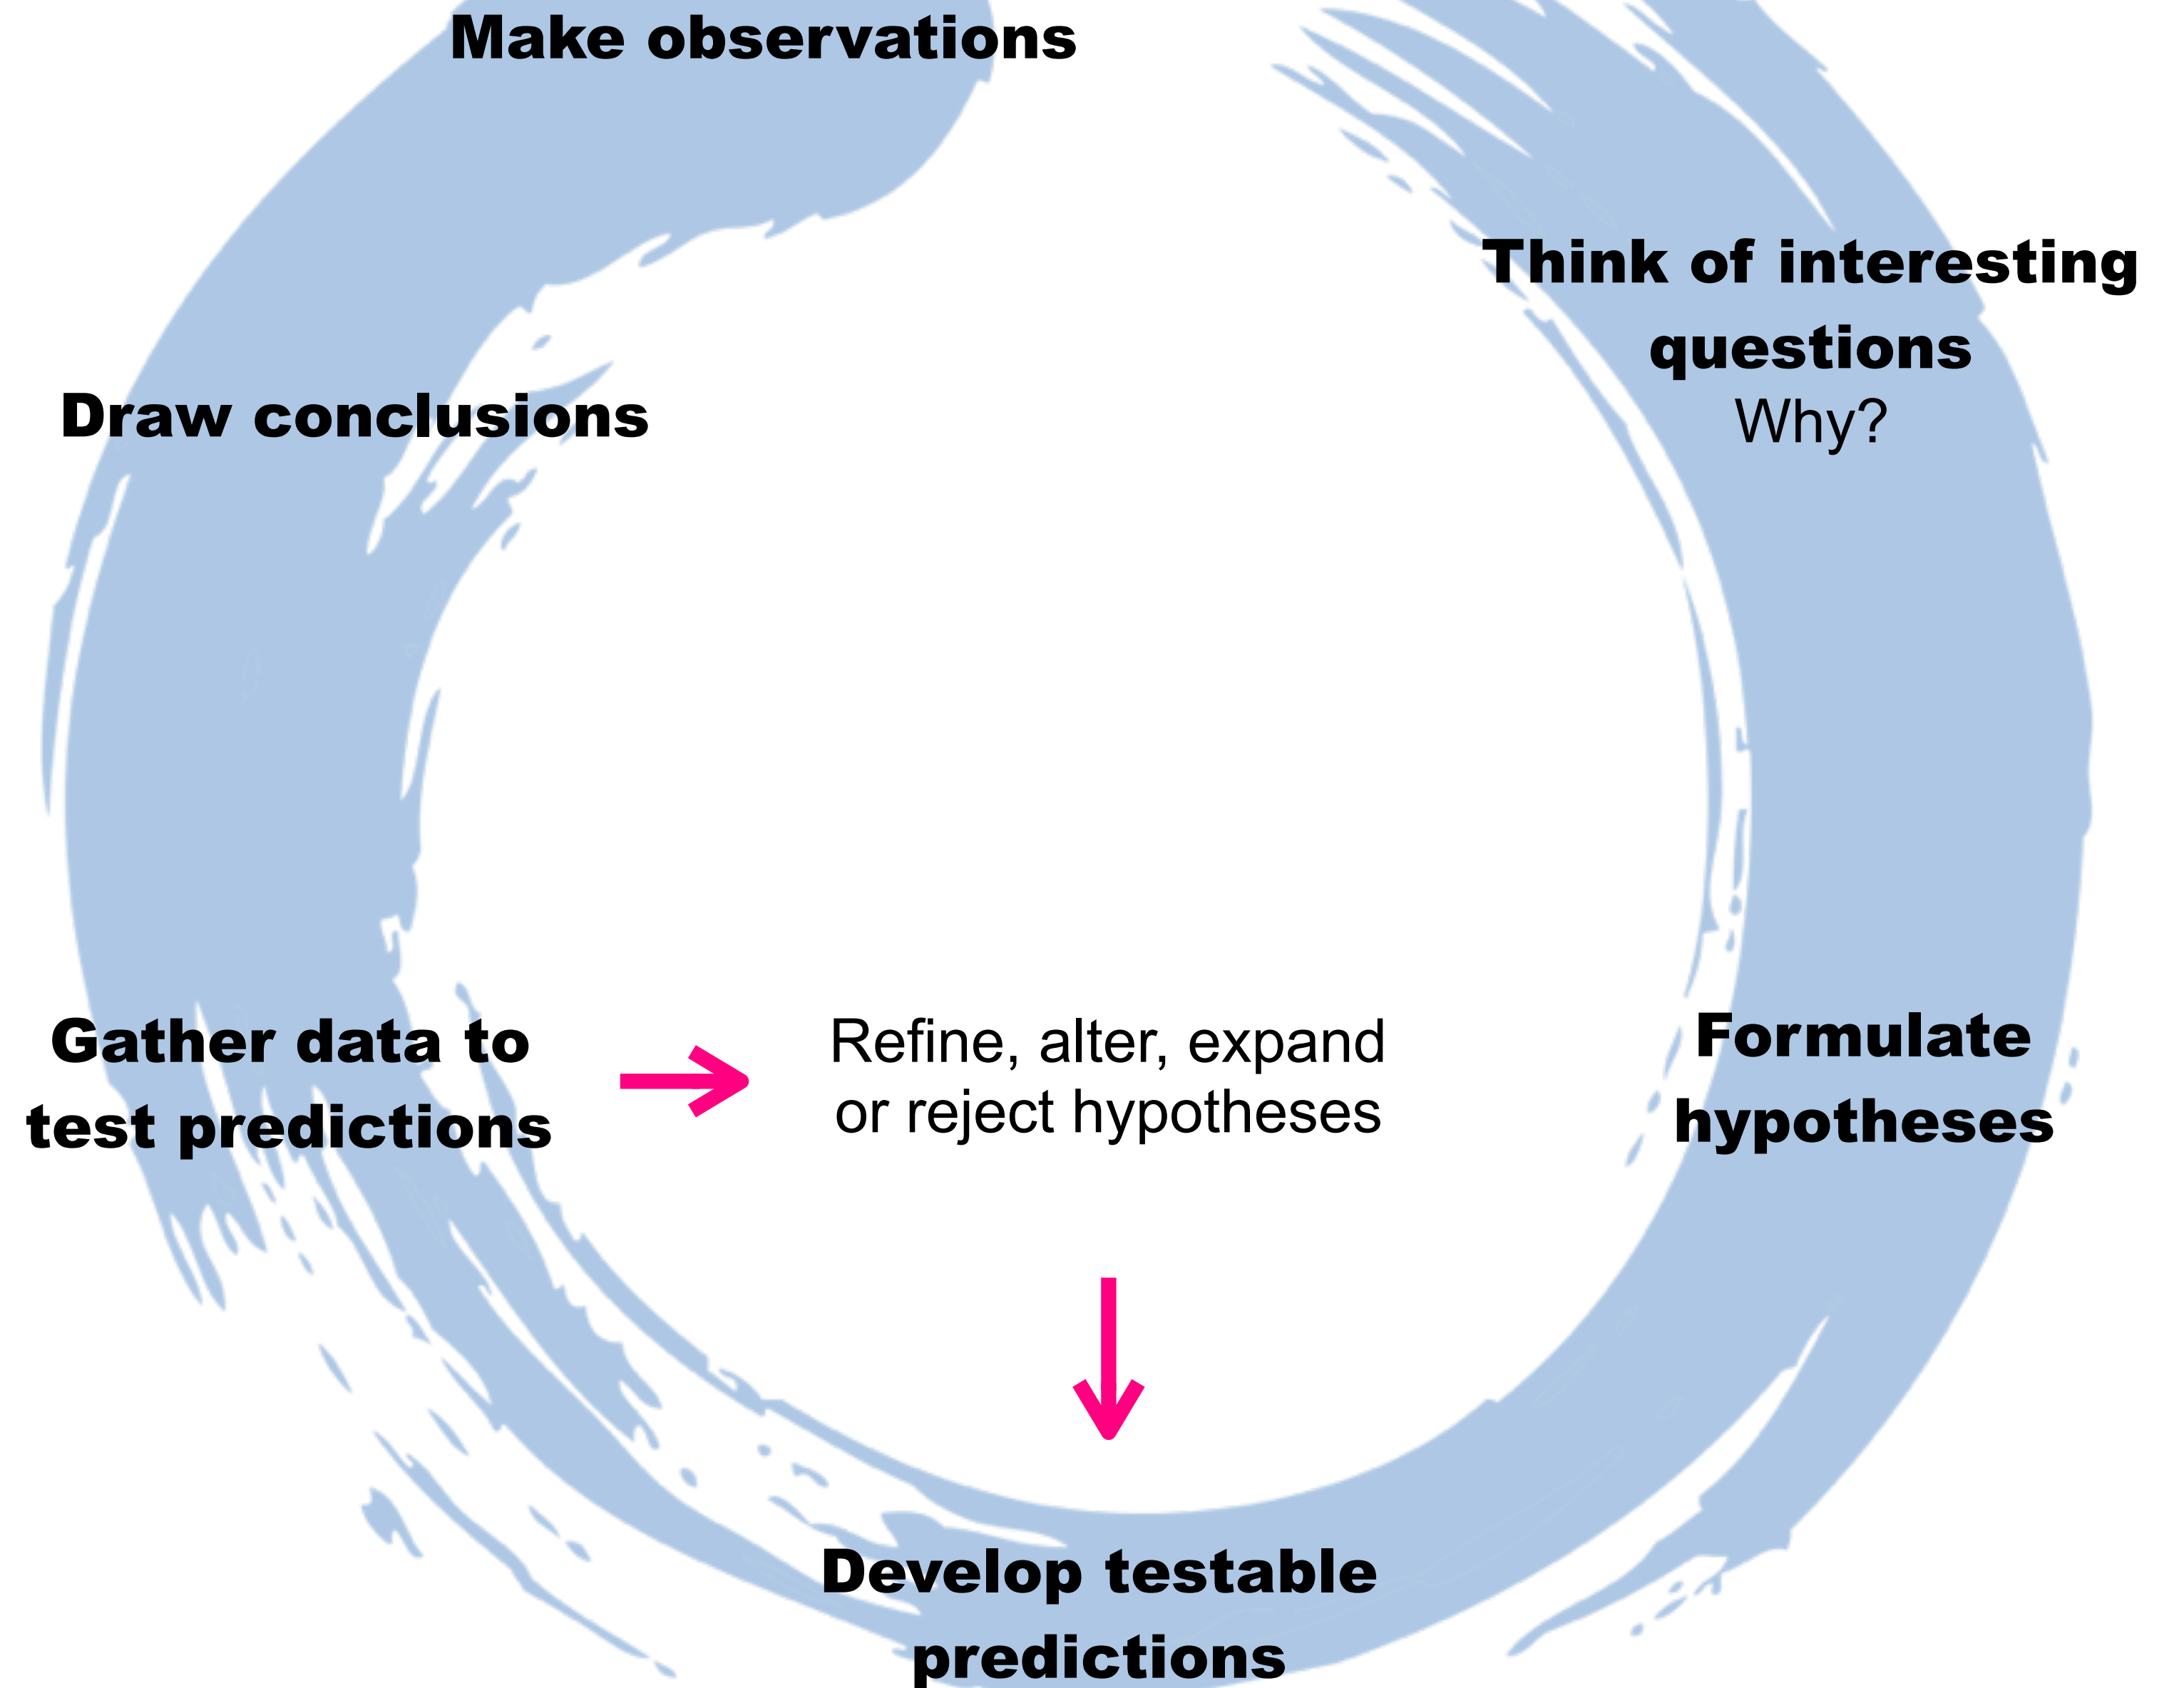 Make observations
Think of interesting
questions
Why?
Draw conclusions
Gather data to
test predictions
Refine, alter, expand
or reject hypotheses
Formulate
hypotheses
Develop testable
predictions